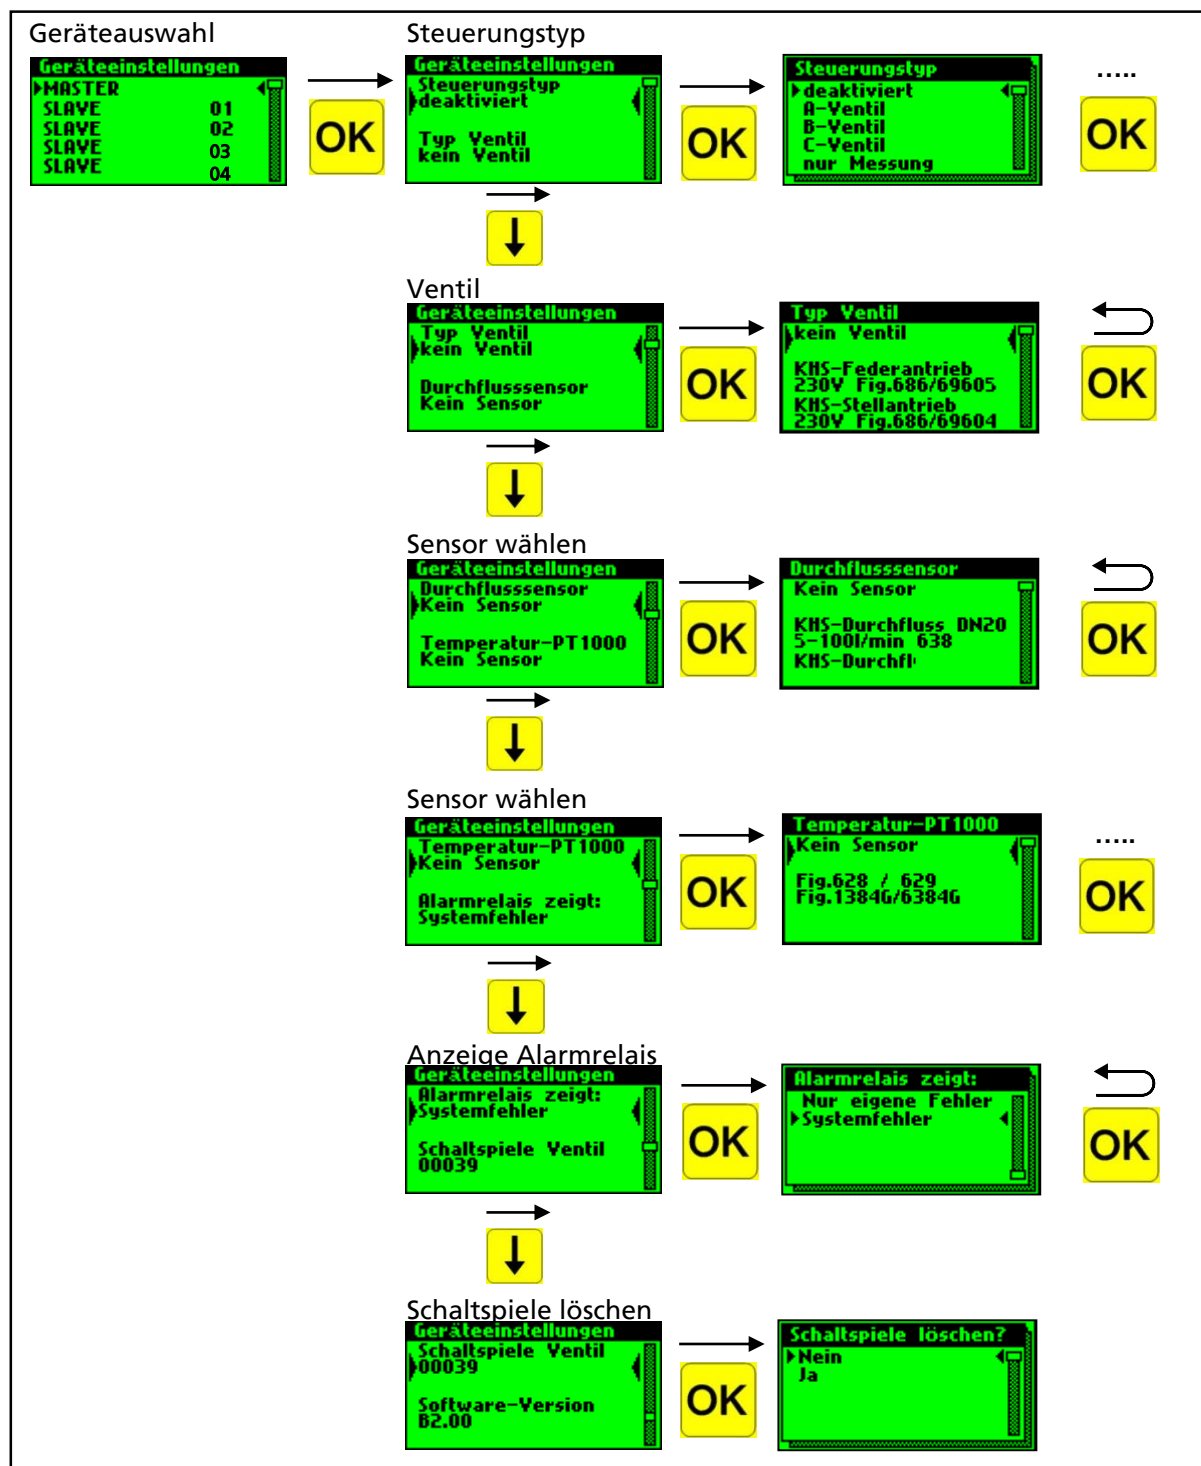 Geräteauswahl
Geräteeinstellungen
MASTER
SLAVE 01
SLAVE 02
SLAVE 03
SLAVE 04
OK
Steuerungstyp
Geräteeinstellungen
Steuerungstyp
deaktiviert
Typ Ventil
kein Ventil
OK
Steuerungstyp
deaktiviert
A-Ventil
B-Ventil
C-Ventil
nur Messung
.....
OK
Ventil
Geräteeinstellungen
Typ Ventil
kein Ventil
Durchflusssensor
Kein Sensor
OK
Typ Ventil
kein Ventil
KHS-Federantrieb
230V Fig.686/69605
KHS-Stellantrieb
230V Fig.686/69604
OK
Sensor wählen
Geräteeinstellungen
Durchflusssensor
Kein Sensor
Temperatur-PT1000
Kein Sensor
OK
Durchflusssensor
Kein Sensor
KHS-Durchfluss DN20
5-100l/min 638
KHS-Durchfl
OK
Sensor wählen
Geräteeinstellungen
Temperatur-PT1000
Kein Sensor
Alarmrelais zeigt:
Systemfehler
OK
Temperatur-PT1000
Kein Sensor
Fig.628 / 629
Fig.1384G/6384G
.....
OK
Anzeige Alarmrelais
Geräteeinstellungen
Alarmrelais zeigt:
Systemfehler
Schaltspiele Ventil
00039
OK
Alarmrelais zeigt:
Nur eigene Fehler
Systemfehler
OK
Schaltspiele löschen
Geräteeinstellungen
Schaltspiele Ventil
00039
Software-Version
B2.00
OK
Schaltspiele löschen?
Nein
Ja